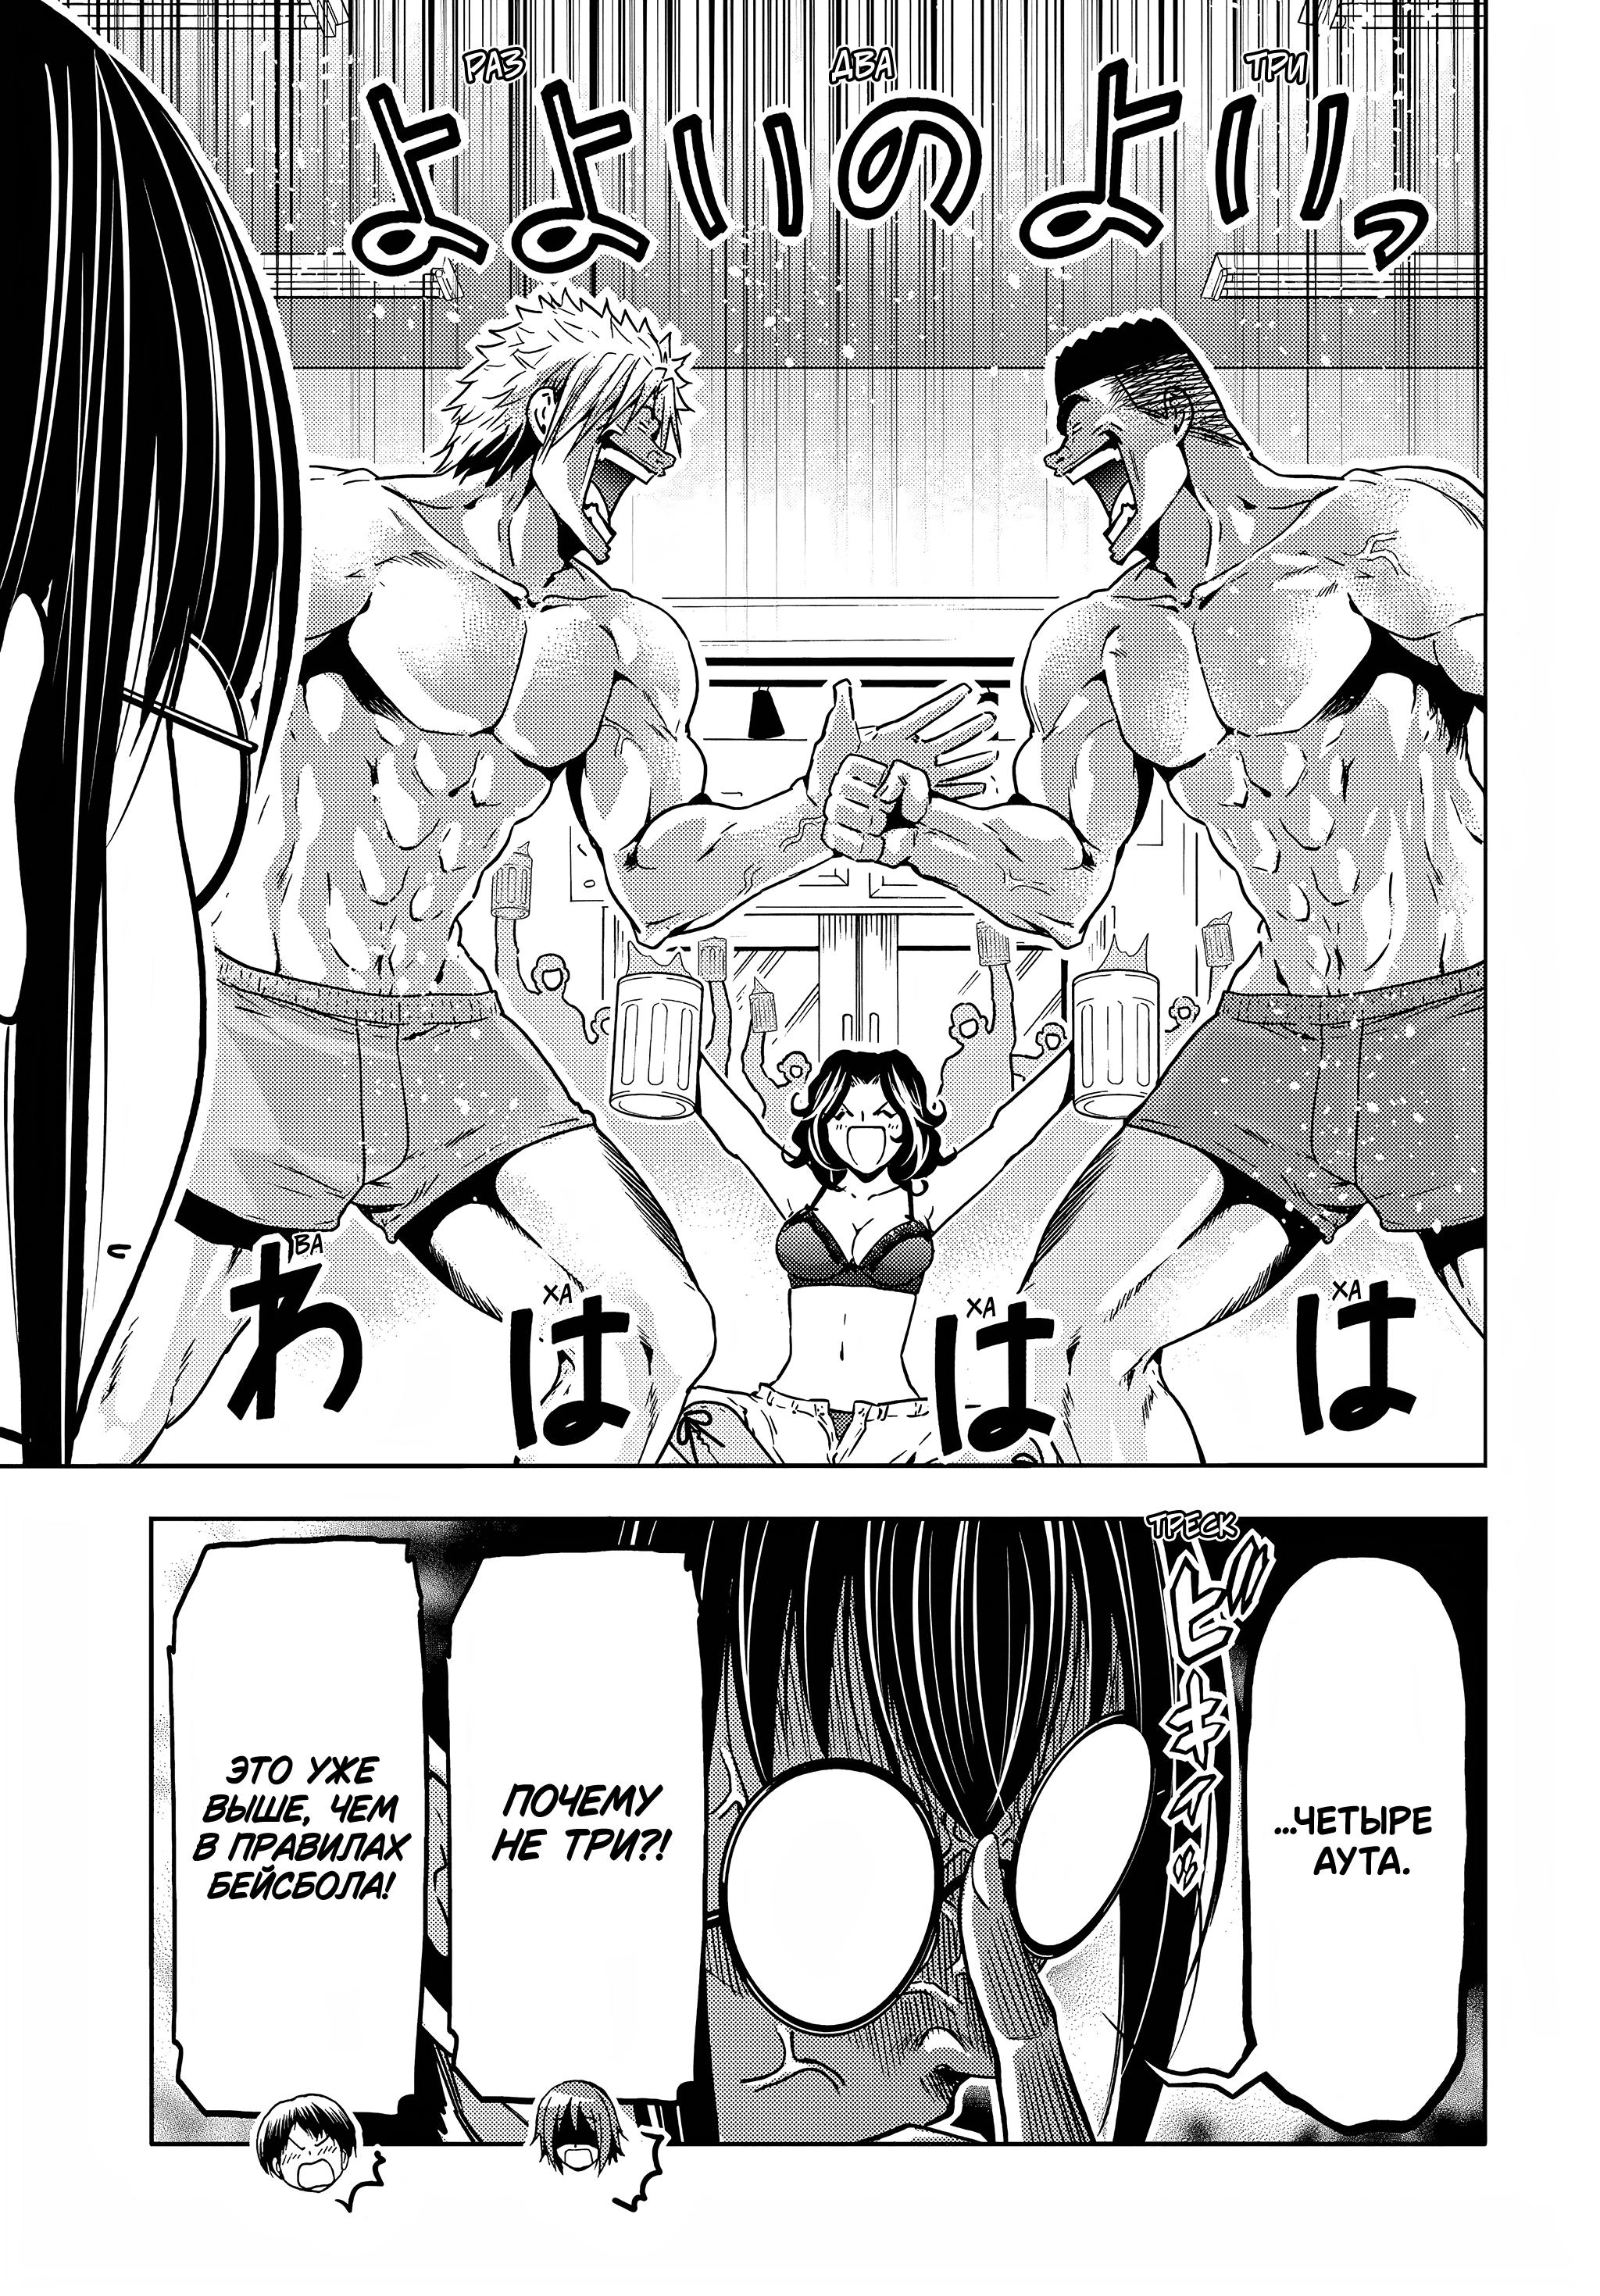 РАЗ
ДВА
ТРИ
よよいのよいっ
ВА
わ
ХА
は
ХА
は
ХА
は
ТРЕСК
ビキッ
...ЧЕТЫРЕ
АУТА.
ПОЧЕМУ
НЕ ТРИ?!
ЭТО УЖЕ
ВЫШЕ, ЧЕМ
В ПРАВИЛАХ
БЕЙСБОЛА!